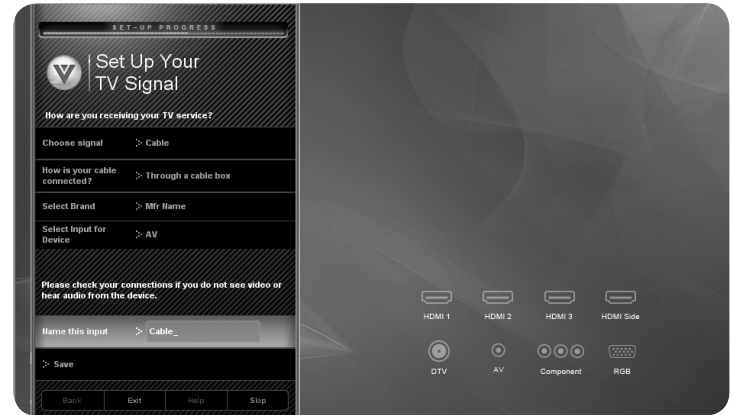 SET-UP PROGRESS
Set Up Your
TV Signal
How are you receiving your TV service?
Choose signal Cable
How is your cable
connected? Through a cable box
Select Brand Mfr Name
Select Input for
Device AV
Please check your connections if you do not see video or
hear audio from the device.
Name this input Cable_
Save
Back Exit Help Skip
HDMI 1 HDMI 2 HDMI 3 HDMI Side
DTV AV Component RGB